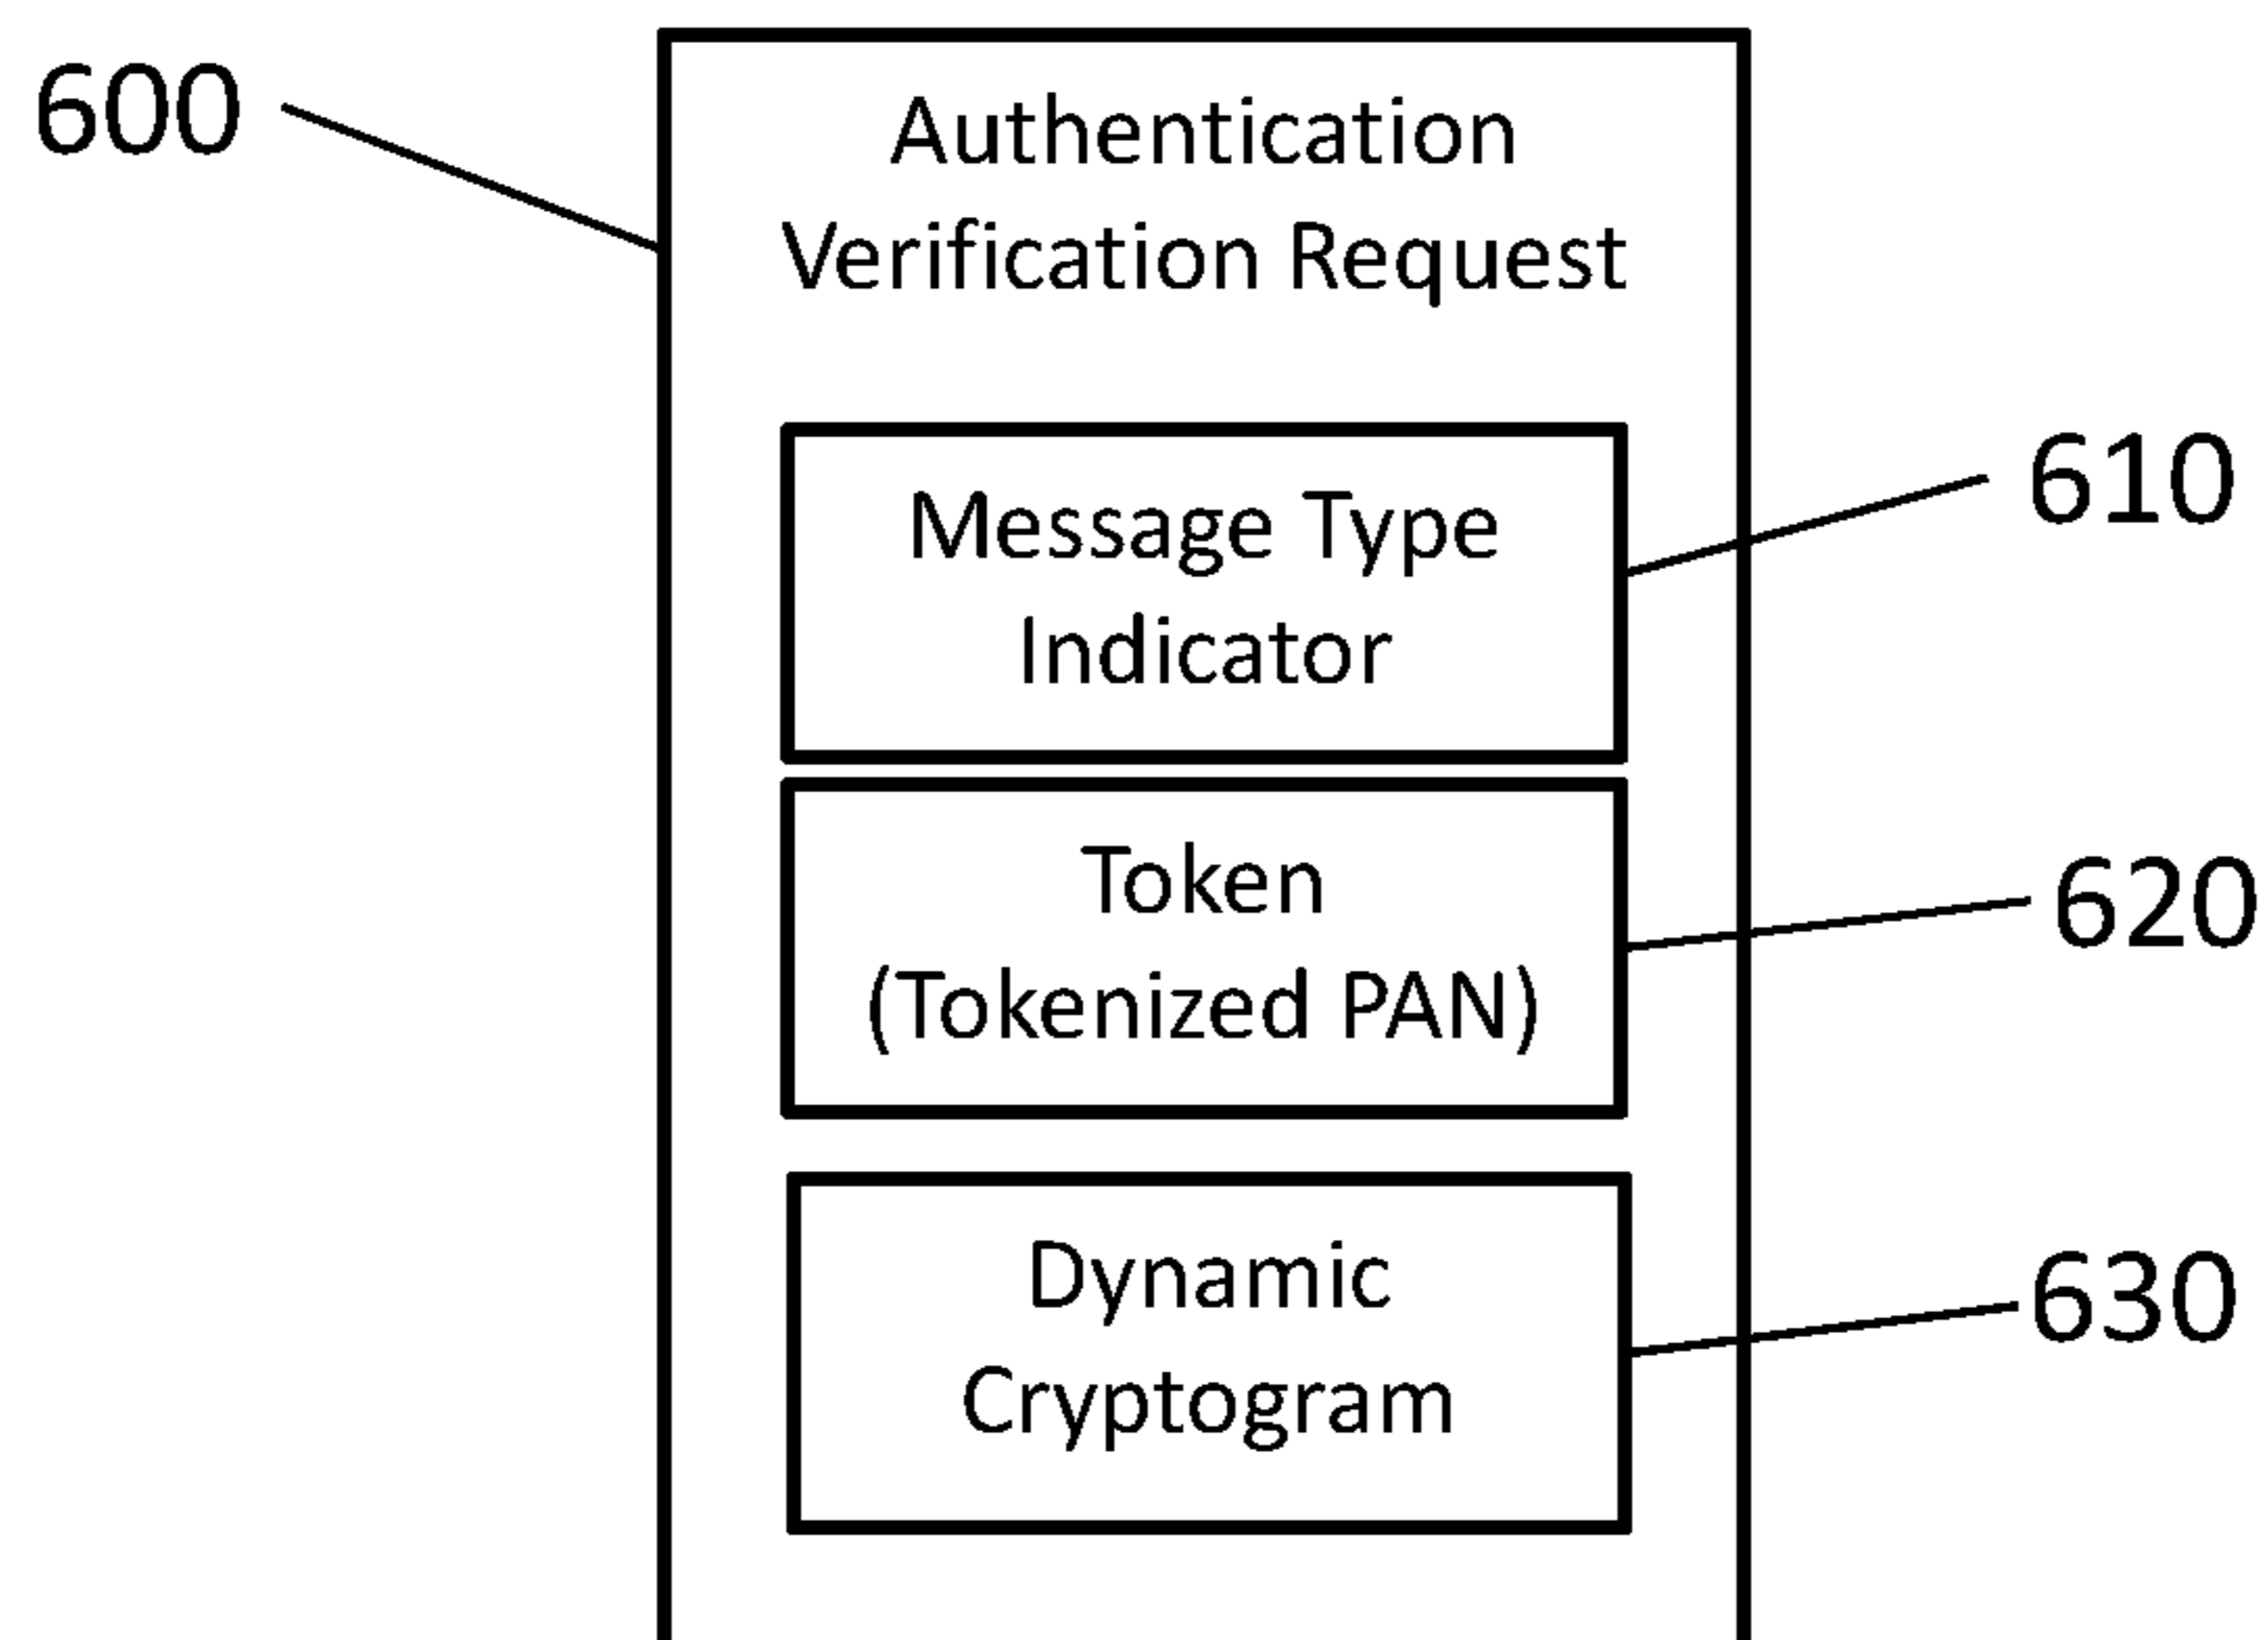 600
Authentication
Verification Request
Message Type
Indicator
610
Token
(Tokenized PAN)
620
Dynamic
Cryptogram
630